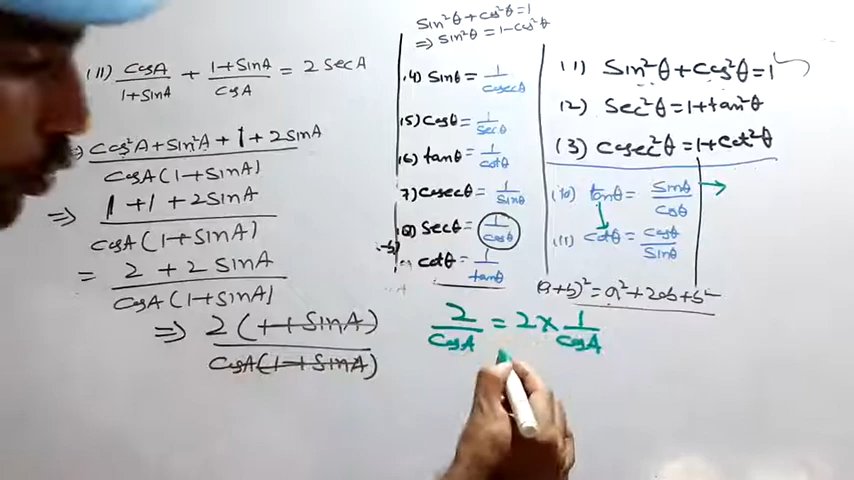 (11) CosA/(1+SinA) + (1+SinA)/CosA = 2 SecA
⇒ (Cos²A+Sin²A + 1 + 2SinA)/(CosA(1+SinA))
⇒ (1 + 1 + 2SinA)/(CosA(1+SinA))
= (2 + 2 SinA)/(CosA(1+SinA))
⇒ 2(1+SinA)/(CosA(1+SinA))
2/CosA = 2 × 1/CosA
Sin²θ + Cos²θ = 1
⇒ Sin²θ = 1 - Cos²θ
(4) Sinθ = 1/Cosecθ
(5) Cosθ = 1/Secθ
(6) tanθ = 1/Cotθ
7) Cosecθ = 1/Sinθ
(8) Secθ = 1/Cosθ
Cotθ = 1/tanθ
(1) Sin²θ + Cos²θ = 1
(2) Sec²θ = 1 + tan²θ
(3) Cosec²θ = 1 + Cot²θ
(10) tanθ = Sinθ/Cosθ
(11) Cotθ = Cosθ/Sinθ
(a+b)² = a² + 2ab + b²